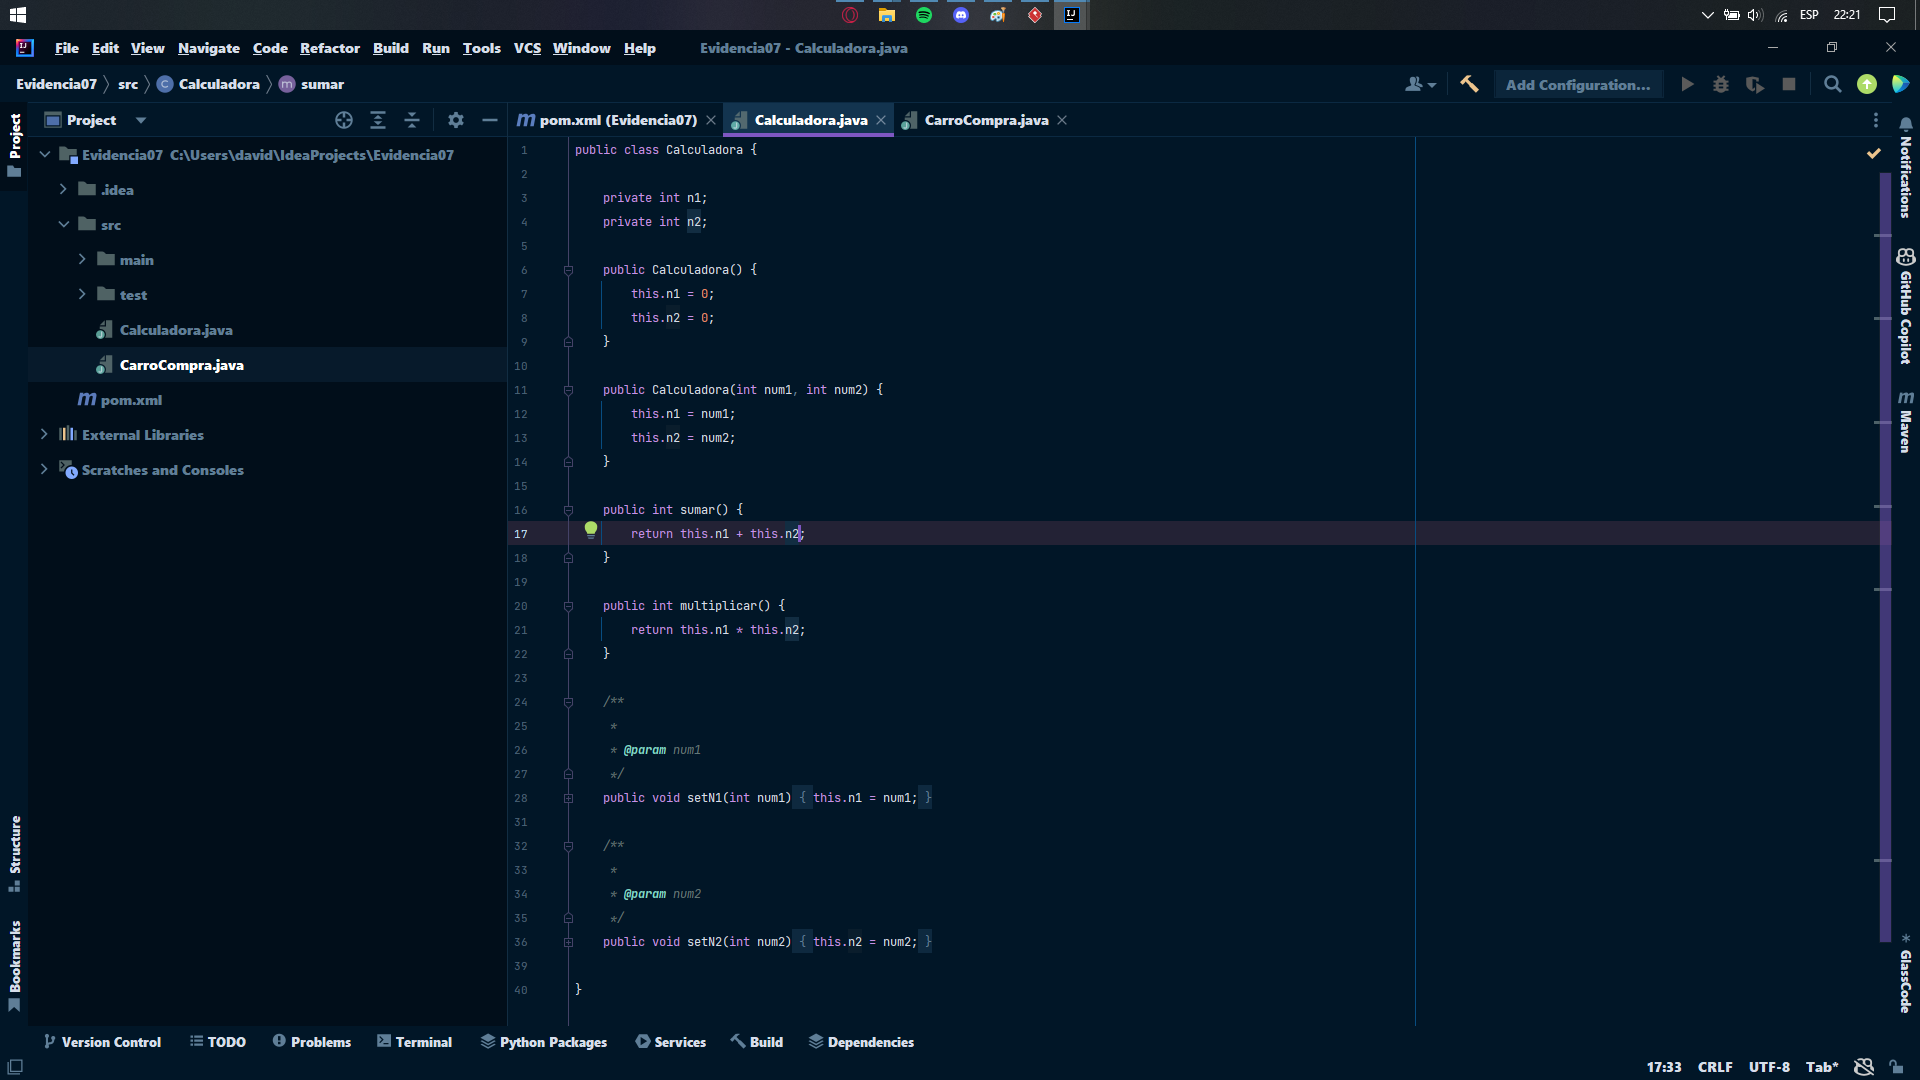 ESP 22:21
File Edit View Navigate Code Refactor Build Run Tools VCS Window Help Evidencia07 - Calculadora.java
Evidencia07 src Calculadora sumar Add Configuration...
Project
pom.xml (Evidencia07) Calculadora.java CarroCompra.java
Project
Evidencia07 C:\Users\david\IdeaProjects\Evidencia07
.idea
src
main
test
Calculadora.java
CarroCompra.java
pom.xml
External Libraries
Scratches and Consoles
Structure
Bookmarks
1 public class Calculadora {
2
3 private int n1;
4 private int n2;
5
6 public Calculadora() {
7 this.n1 = 0;
8 this.n2 = 0;
9 }
10
11 public Calculadora(int num1, int num2) {
12 this.n1 = num1;
13 this.n2 = num2;
14 }
15
16 public int sumar() {
17 return this.n1 + this.n2;
18 }
19
20 public int multiplicar() {
21 return this.n1 * this.n2;
22 }
23
24 /**
25 *
26 * @param num1
27 */
28 public void setN1(int num1) { this.n1 = num1; }
31
32 /**
33 *
34 * @param num2
35 */
36 public void setN2(int num2) { this.n2 = num2; }
39
40 }
Notifications
GitHub Copilot
Maven
GlassCode
Version Control TODO Problems Terminal Python Packages Services Build Dependencies
17:33 CRLF UTF-8 Tab*